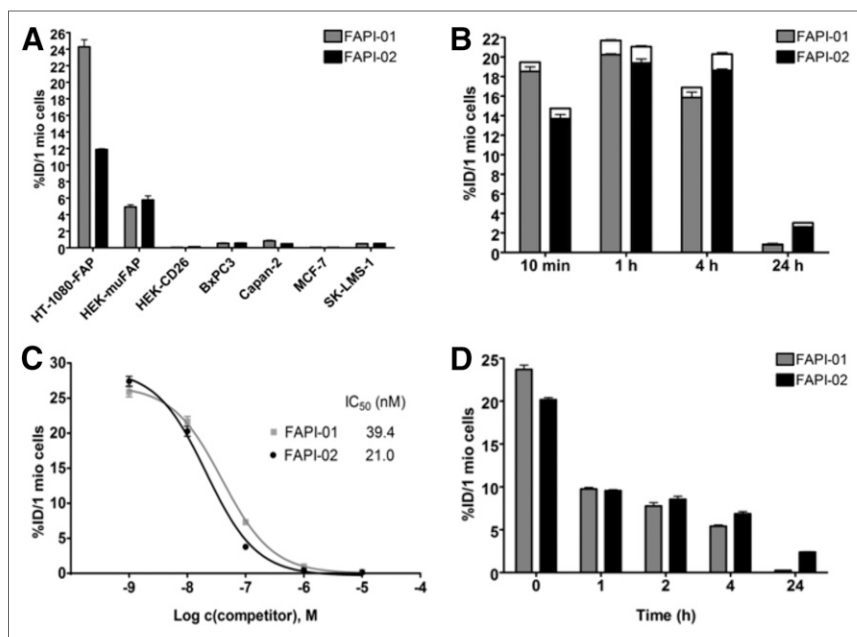 A
FAPI-01
FAPI-02
%ID/1 mio cells
26
24
22
20
18
16
14
12
10
8
6
4
2
0
HT-1080-FAP
HEK-muFAP
HEK-CD26
BxPC3
Capan-2
MCF-7
SK-LMS-1
B
FAPI-01
FAPI-02
%ID/1 mio cells
22
20
18
16
14
12
10
8
6
4
2
0
10 min
1 h
4 h
24 h
C
%ID/1 mio cells
30
25
20
15
10
5
0
IC50 (nM)
FAPI-01 39.4
FAPI-02 21.0
-9 -8 -7 -6 -5 -4
Log c(competitor), M
D
FAPI-01
FAPI-02
%ID/1 mio cells
25
20
15
10
5
0
0 1 2 4 24
Time (h)